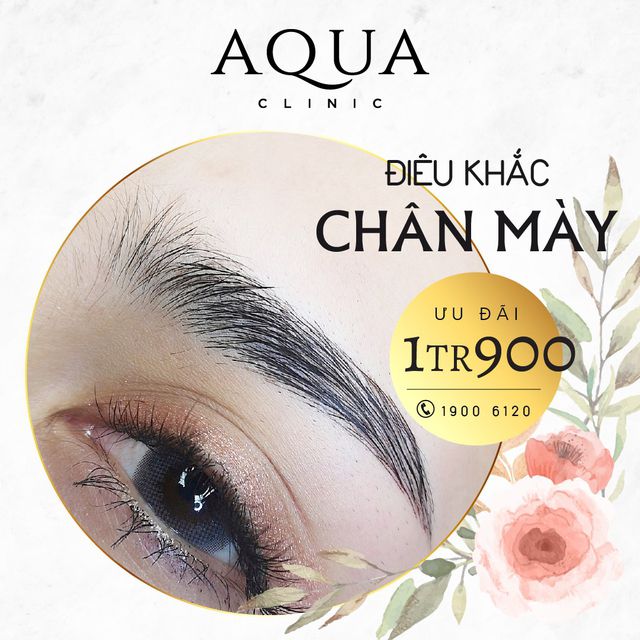 AQUA
CLINIC
ĐIÊU KHẮC
CHÂN MÀY
ƯU ĐÃI
1TR900
1900 6120